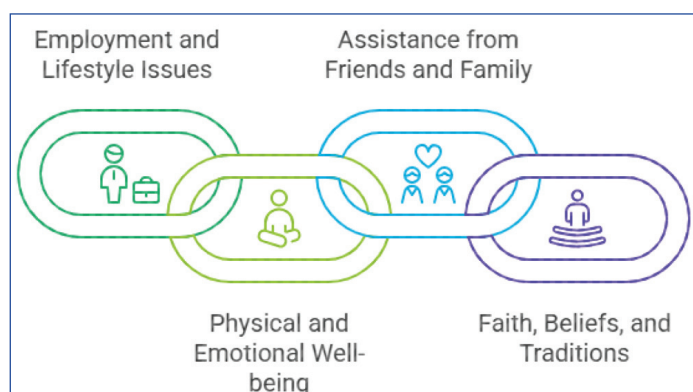 Employment and
Lifestyle Issues
Assistance from
Friends and Family
Physical and
Emotional Well-
being
Faith, Beliefs, and
Traditions